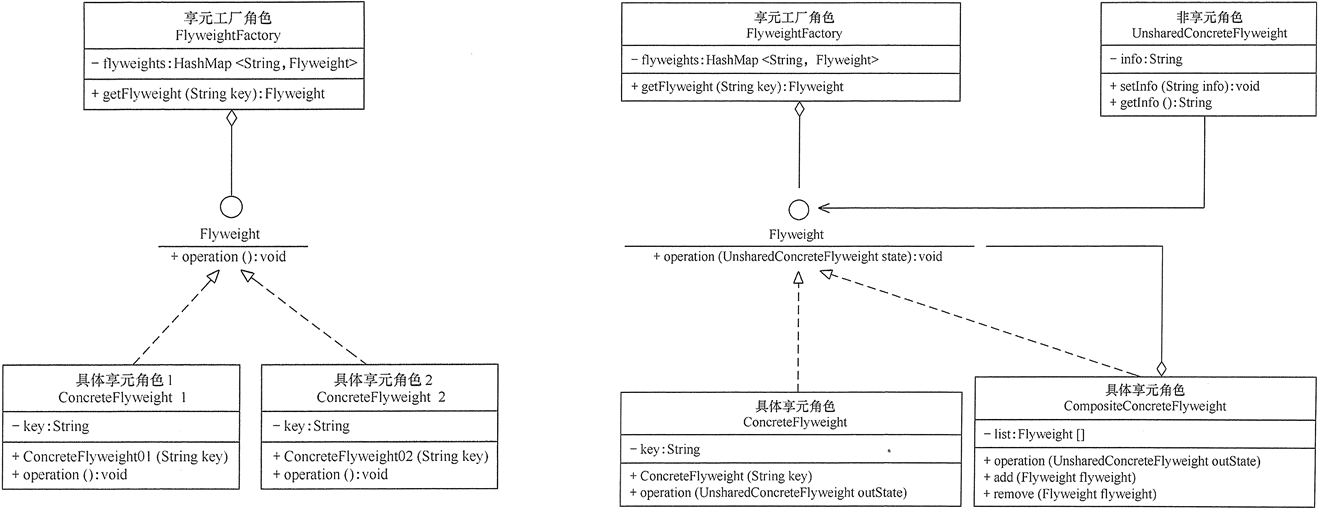 享元工厂角色
FlyweightFactory
− flyweights:HashMap <String, Flyweight>
+ getFlyweight (String key):Flyweight
Flyweight
+ operation ():void
具体享元角色1
ConcreteFlyweight 1
− key:String
+ ConcreteFlyweight01 (String key)
+ operation ():void
具体享元角色2
ConcreteFlyweight 2
− key:String
+ ConcreteFlyweight02 (String key)
+ operation ():void
享元工厂角色
FlyweightFactory
− flyweights:HashMap <String, Flyweight>
+ getFlyweight (String key):Flyweight
非享元角色
UnsharedConcreteFlyweight
− info:String
+ setInfo (String info):void
+ getInfo ():String
Flyweight
+ operation (UnsharedConcreteFlyweight state):void
具体享元角色
ConcreteFlyweight
− key:String
+ ConcreteFlyweight (String key)
+ operation (UnsharedConcreteFlyweight outState)
具体享元角色
CompositeConcreteFlyweight
− list:Flyweight []
+ operation (UnsharedConcreteFlyweight outState)
+ add (Flyweight flyweight)
+ remove (Flyweight flyweight)